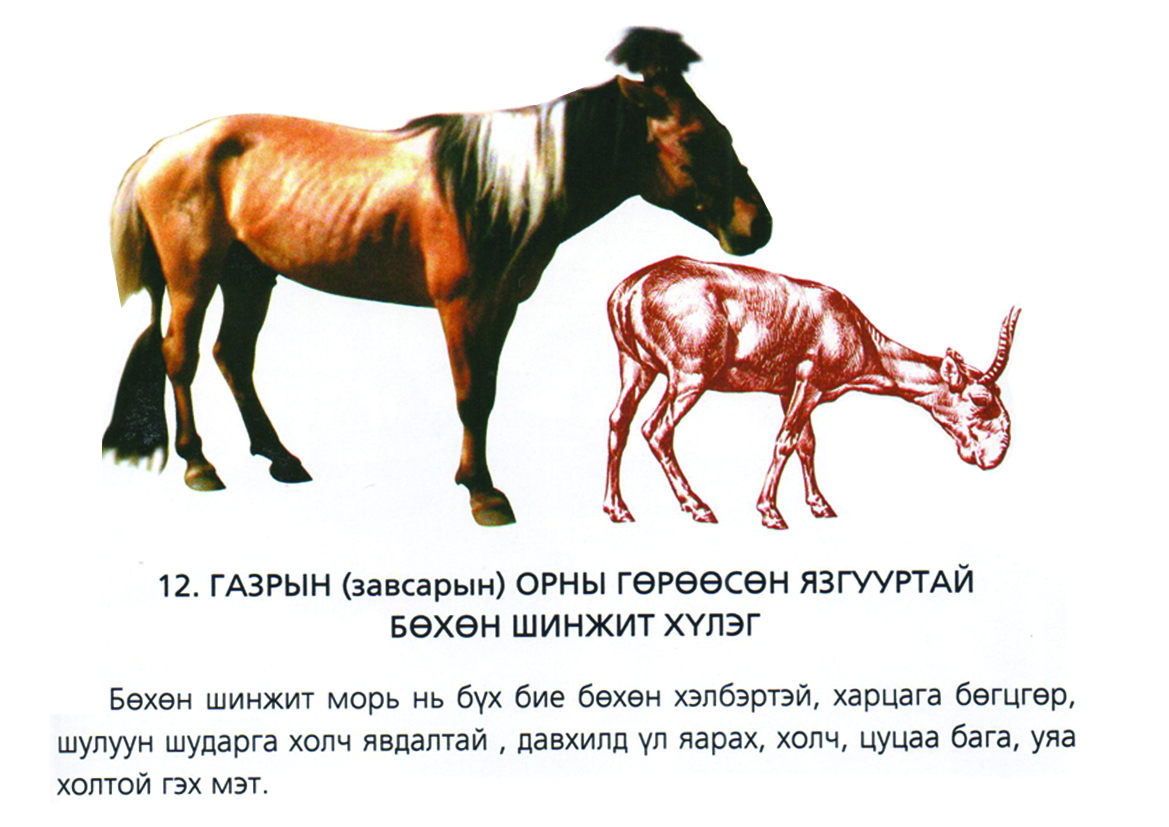 12. ГАЗРЫН (завсарын) ОРНЫ ГӨРӨӨСӨН ЯЗГУУРТАЙ
БӨХӨН ШИНЖИТ ХҮЛЭГ
Бөхөн шинжит морь нь бүх бие бөхөн хэлбэртэй, харцага бөгцгөр,
шулуун шударга холч явдалтай , давхилд үл яарах, холч, цуцаа бага, уяа
холтой гэх мэт.